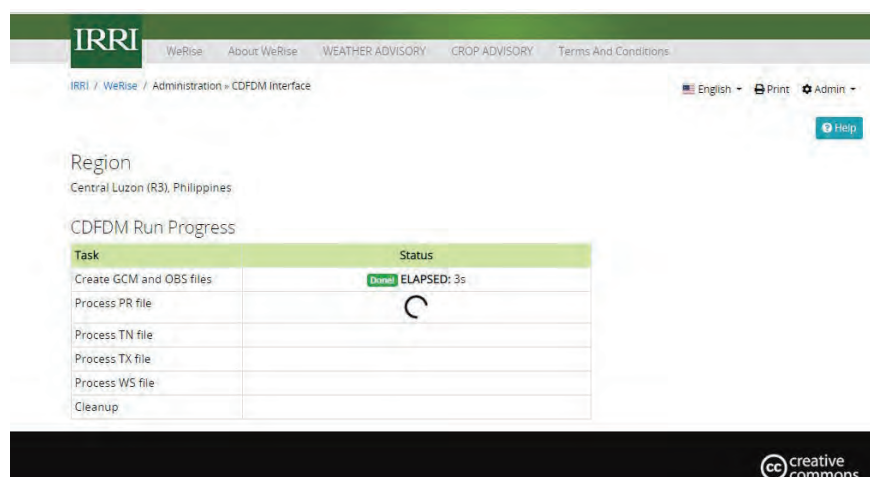 IRRI
WeRise About WeRise WEATHER ADVISORY CROP ADVISORY Terms And Conditions
IRRI / WeRise / Administration » CDFDM Interface
English Print Admin
Help
Region
Central Luzon (R3), Philippines
CDFDM Run Progress
Task Status
Create GCM and OBS files Done! ELAPSED: 3s
Process PR file
Process TN file
Process TX file
Process WS file
Cleanup
cc creative
commons